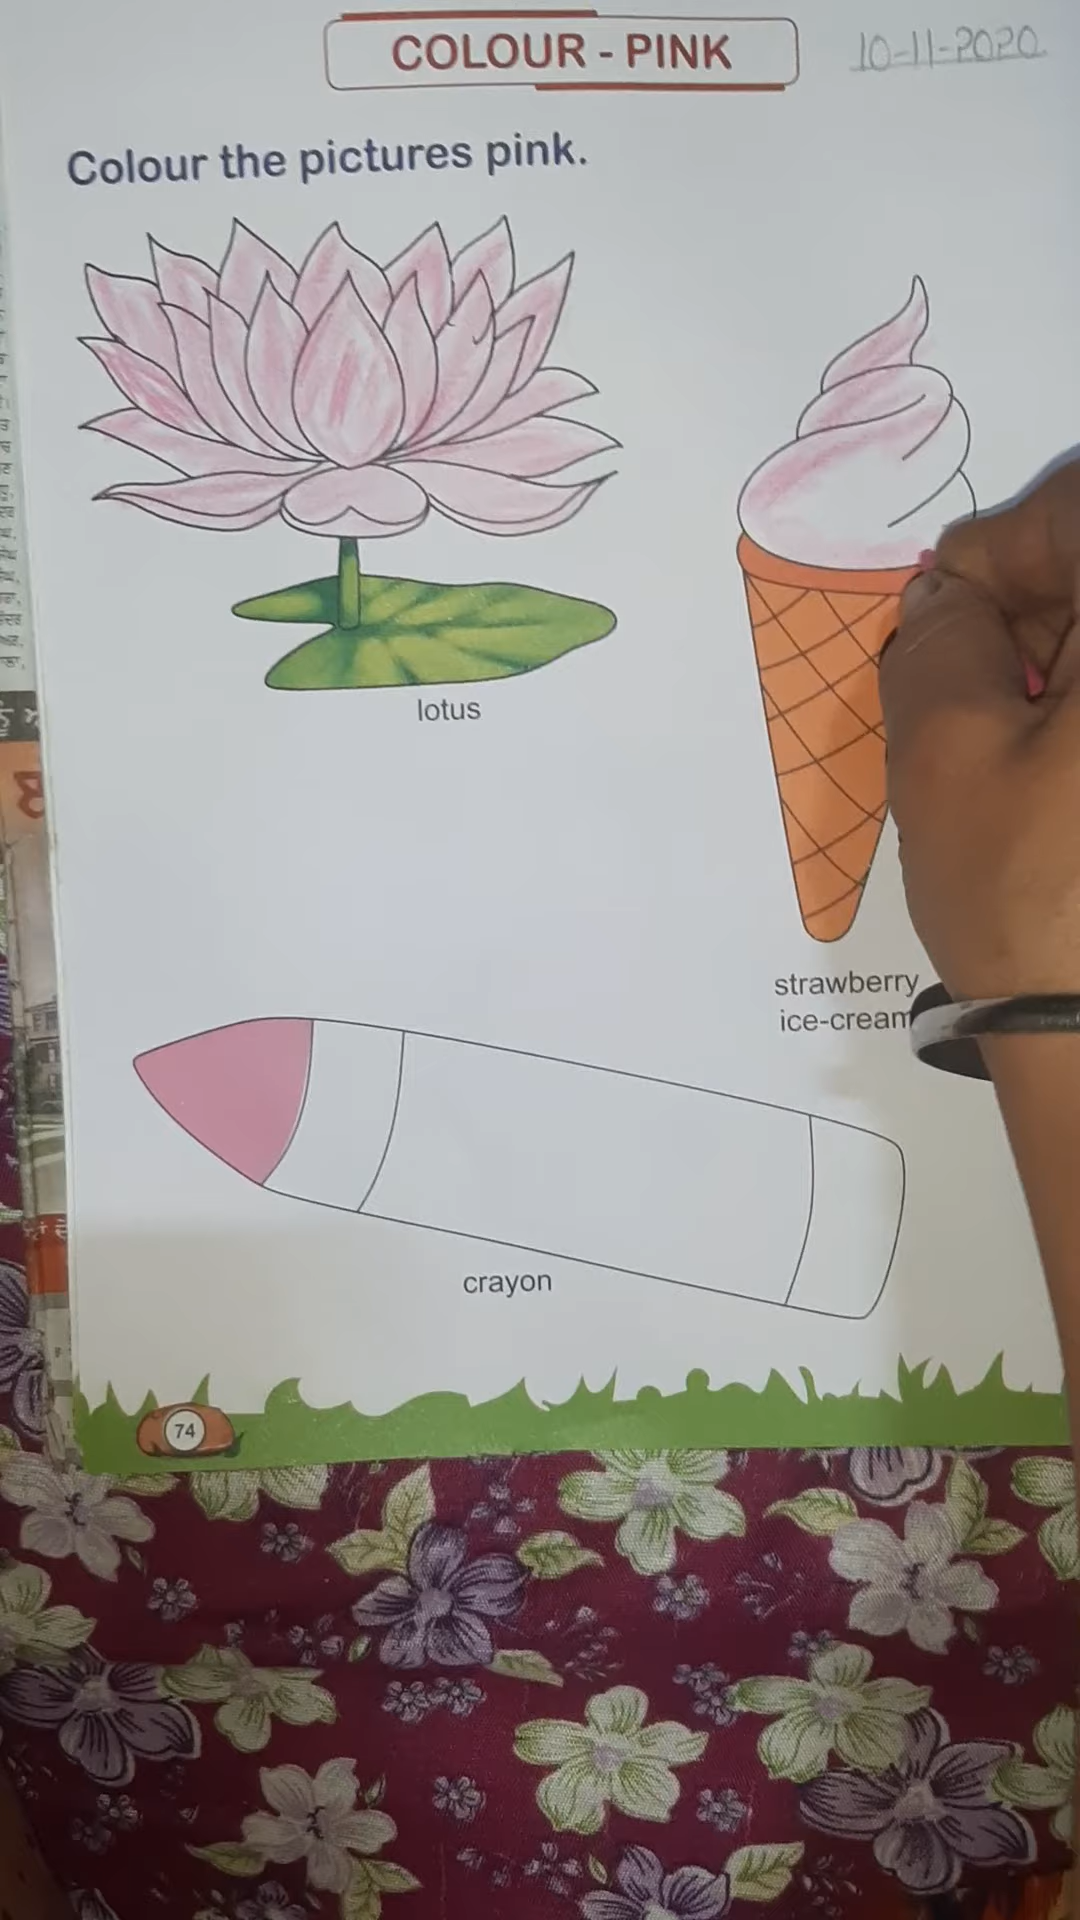 COLOUR - PINK
10-11-2020
Colour the pictures pink.
lotus
strawberry
ice-cream
crayon
74